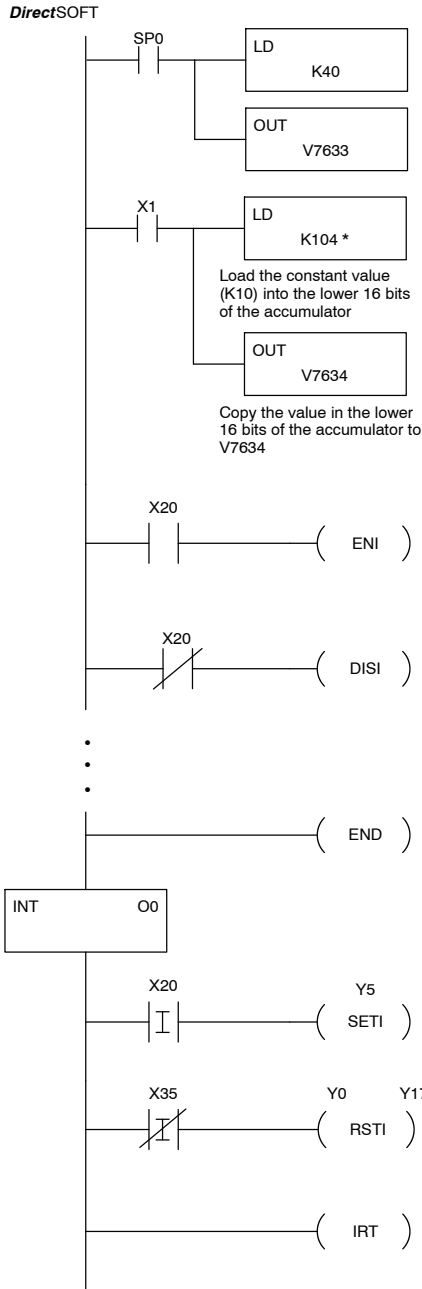 DirectSOFT
SP0
LD
K40
OUT
V7633
X1
LD
K104 *
Load the constant value
(K10) into the lower 16 bits
of the accumulator
OUT
V7634
Copy the value in the lower
16 bits of the accumulator to
V7634
X20
ENI
X20
DISI
END
INT O0
X20
Y5
SETI
X35
Y0 Y17
RSTI
IRT